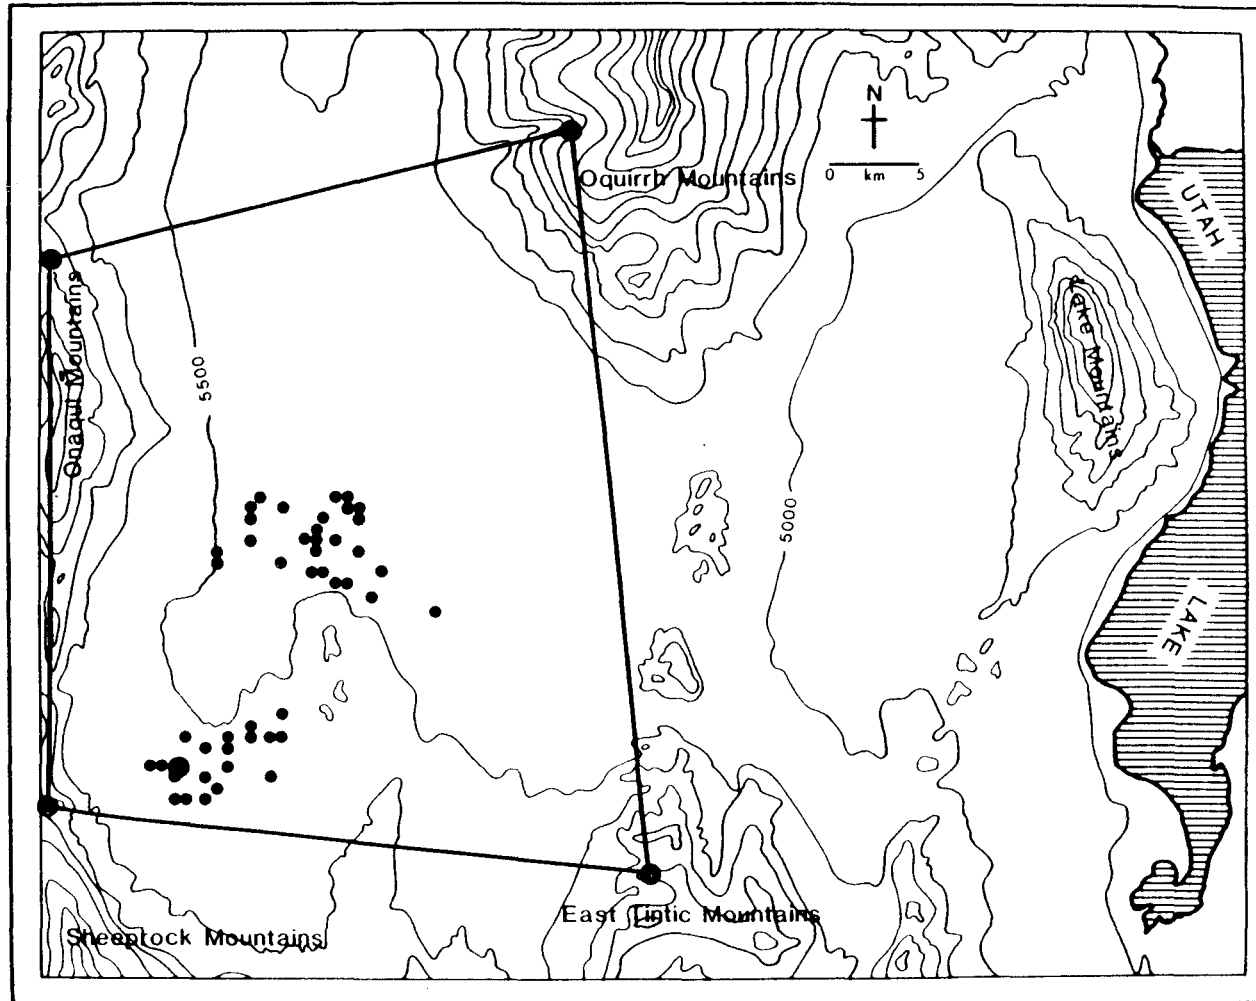 N
0 km 5
Oquirrh Mountains
UTAH
Onaqui Mountains
Lake Mountains
5500
5000
LAKE
East Tintic Mountains
Sheeprock Mountains